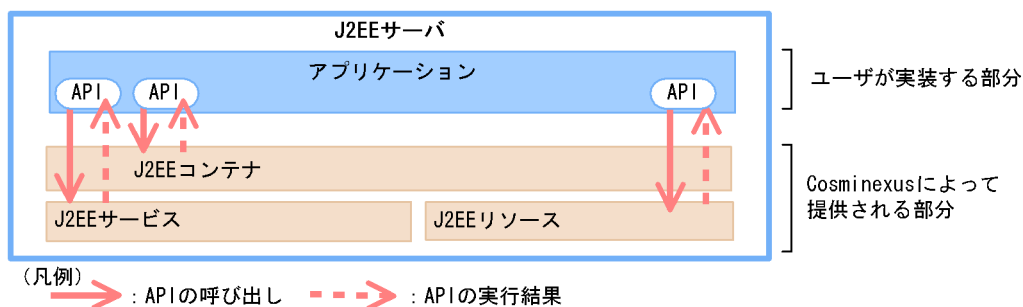 J2EEサーバ
アプリケーション
API API API
ユーザが実装する部分
J2EEコンテナ
Cosminexusによって
提供される部分
J2EEサービス
J2EEリソース
(凡例)
:APIの呼び出し
:APIの実行結果